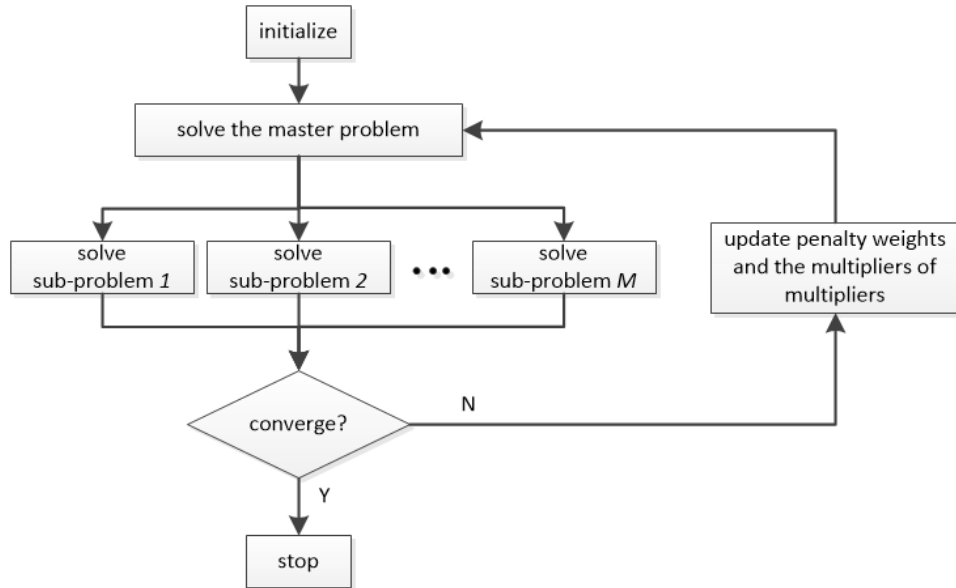 initialize
solve the master problem
solve
sub-problem 1
solve
sub-problem 2
•••
solve
sub-problem M
update penalty weights
and the multipliers of
multipliers
converge?
N
Y
stop